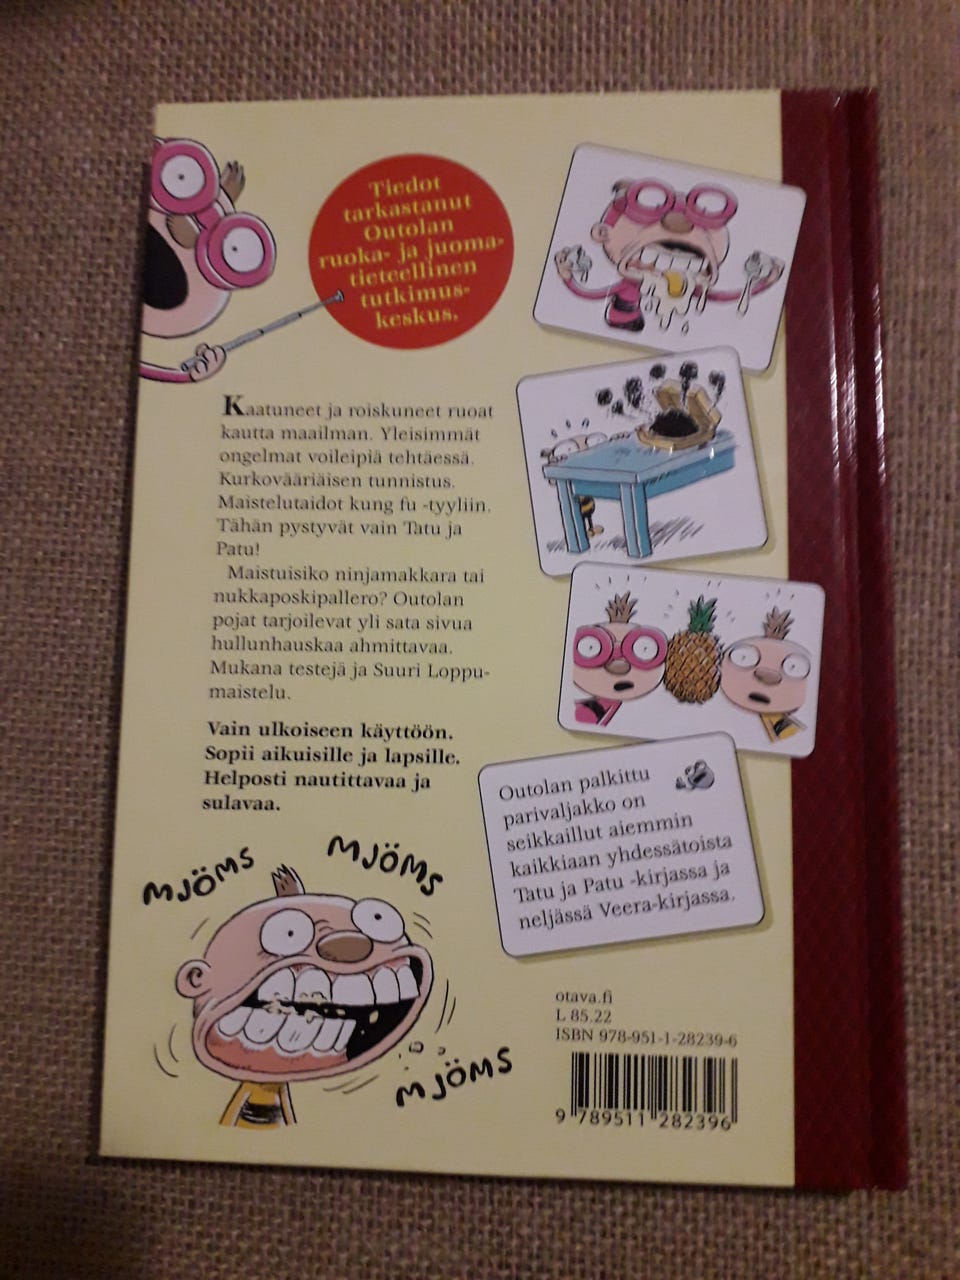 Tiedot
tarkastanut
Outolan
ruoka- ja juoma-
tieteellinen
tutkimus-
keskus.
Kaatuneet ja roiskuneet ruoat
kautta maailman. Yleisimmät
ongelmat voileipiä tehtäessä.
Kurkovääriäisen tunnistus.
Maistelutaidot kung fu -tyyliin.
Tähän pystyvät vain Tatu ja
Patu!
Maistuisiko ninjamakkara tai
nukkaposkipallero? Outolan
pojat tarjoilevat yli sata sivua
hullunhauskaa ahmittavaa.
Mukana testejä ja Suuri Loppu-
maistelu.
Vain ulkoiseen käyttöön.
Sopii aikuisille ja lapsille.
Helposti nautittavaa ja
sulavaa.
MJÖMS
MJÖMS
MJÖMS
Outolan palkittu
parivaljakko on
seikkaillut aiemmin
kaikkiaan yhdessätoista
Tatu ja Patu -kirjassa ja
neljässä Veera-kirjassa.
otava.fi
L 85.22
ISBN 978-951-1-28239-6
9 789511 282396